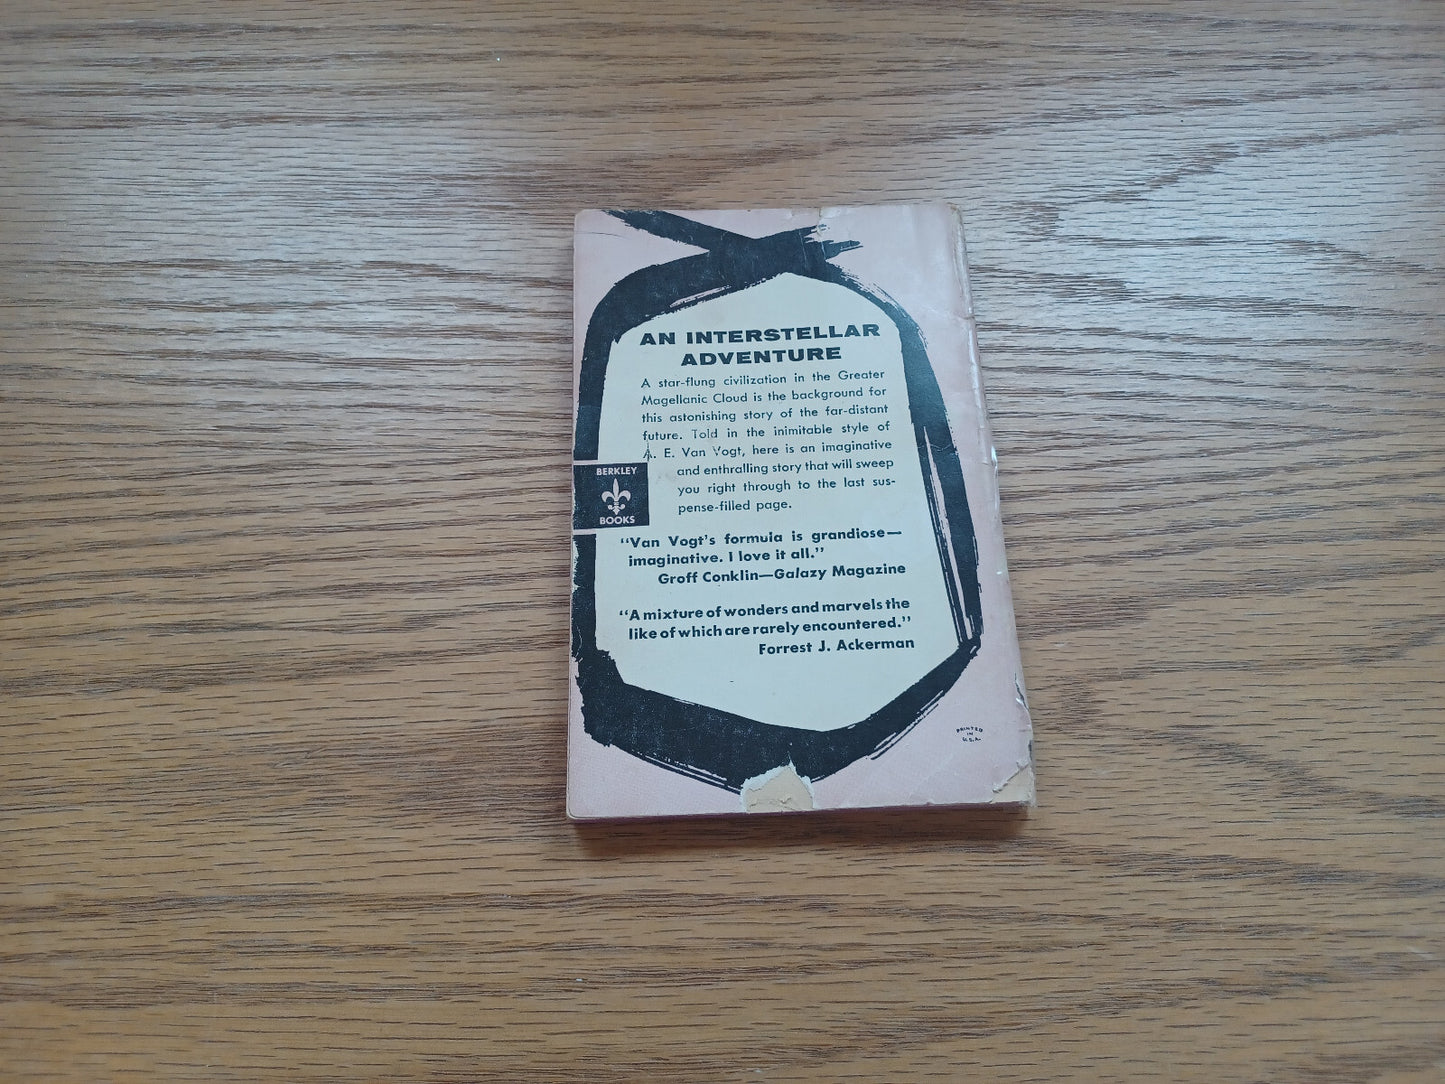 AN INTERSTELLAR
ADVENTURE
A star-flung civilization in the Greater
Magellanic Cloud is the background for
this astonishing story of the far-distant
future. Told in the inimitable style of
A. E. Van Vogt, here is an imaginative
and enthralling story that will sweep
you right through to the last sus-
pense-filled page.
BERKLEY
BOOKS
"Van Vogt's formula is grandiose—
imaginative. I love it all."
Groff Conklin—Galazy Magazine
"A mixture of wonders and marvels the
like of which are rarely encountered."
Forrest J. Ackerman
PRINTED
IN
U.S.A.